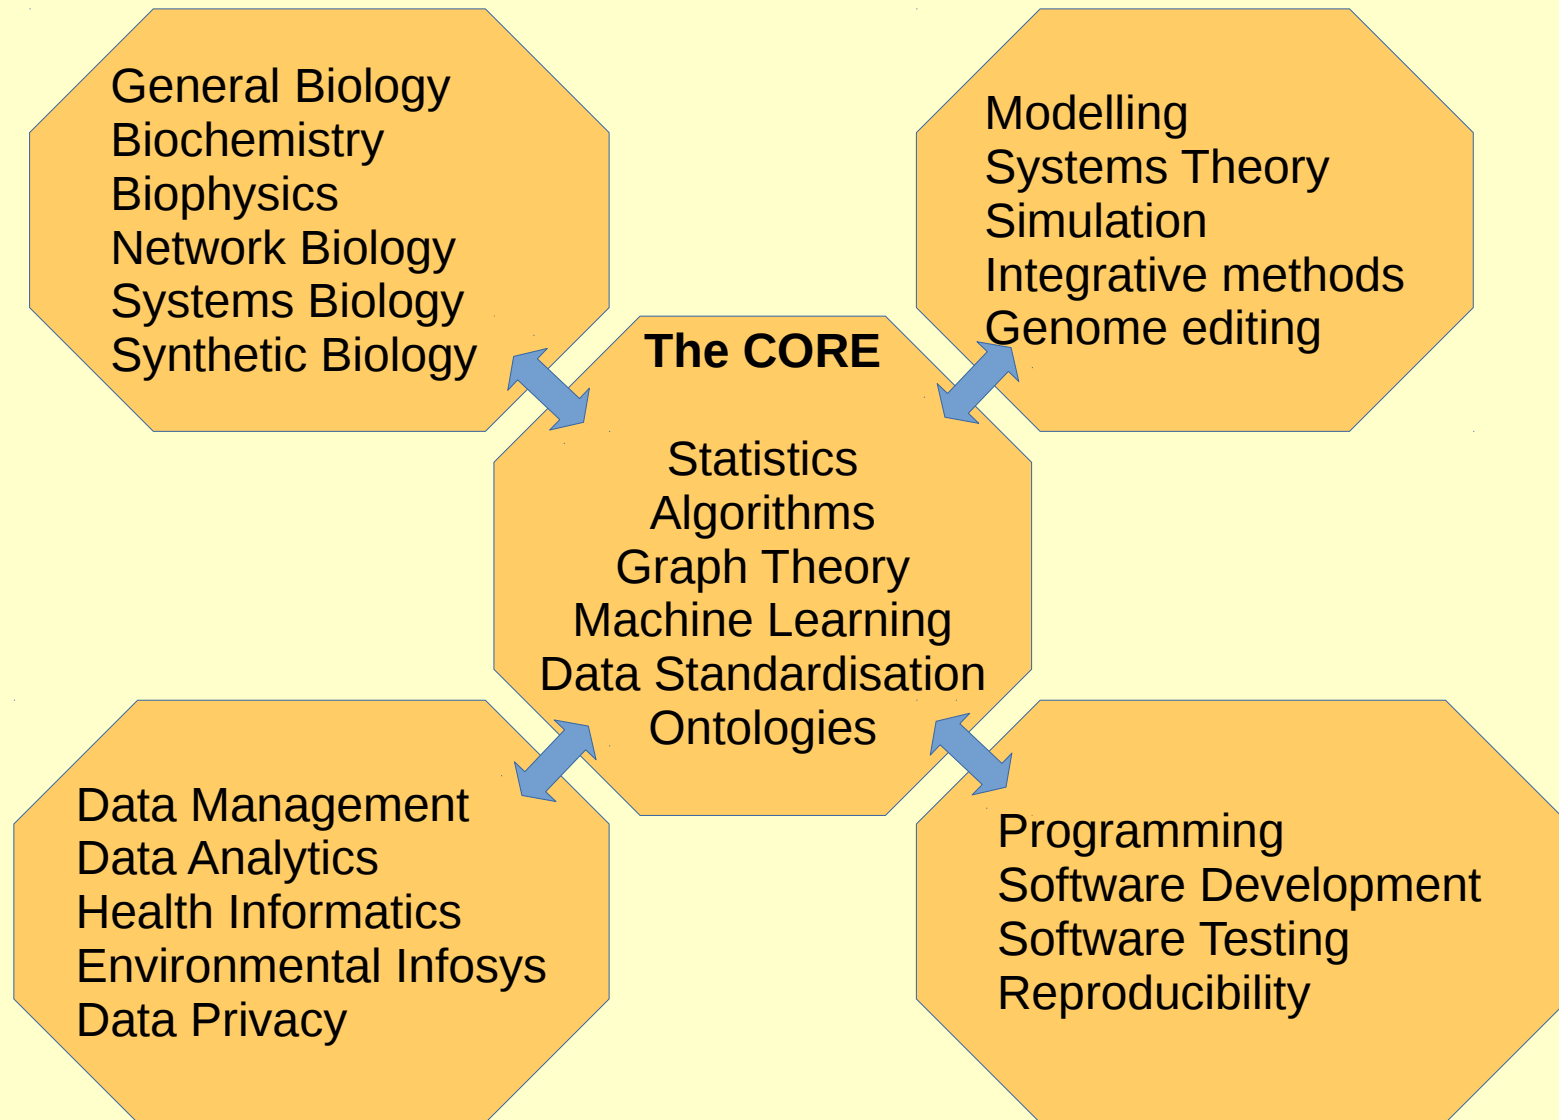 General Biology
Biochemistry
Biophysics
Network Biology
Systems Biology
Synthetic Biology
Modelling
Systems Theory
Simulation
Integrative methods
Genome editing
The CORE
Statistics
Algorithms
Graph Theory
Machine Learning
Data Standardisation
Ontologies
Data Management
Data Analytics
Health Informatics
Environmental Infosys
Data Privacy
Programming
Software Development
Software Testing
Reproducibility